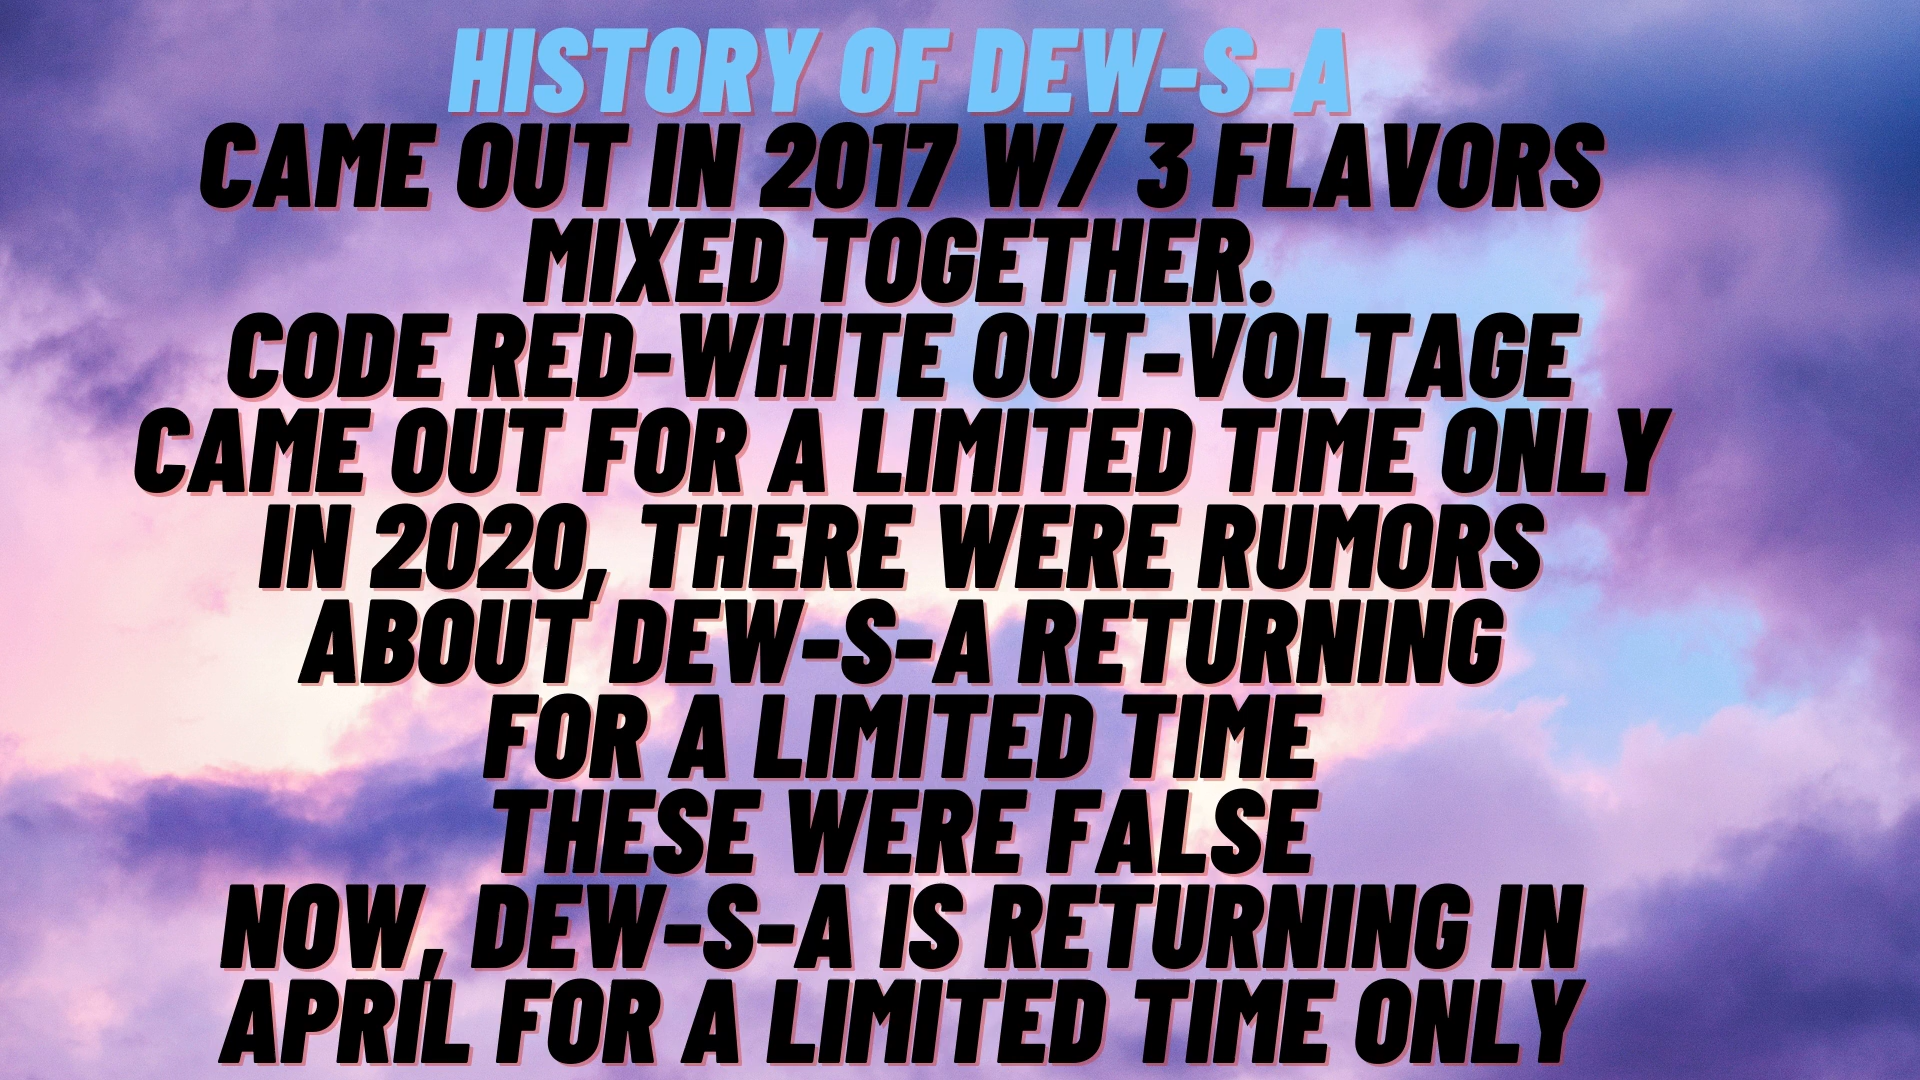 HISTORY OF DEW-S-A
CAME OUT IN 2017 W/ 3 FLAVORS
MIXED TOGETHER.
CODE RED-WHITE OUT-VOLTAGE
CAME OUT FOR A LIMITED TIME ONLY
IN 2020, THERE WERE RUMORS
ABOUT DEW-S-A RETURNING
FOR A LIMITED TIME
THESE WERE FALSE
NOW, DEW-S-A IS RETURNING IN
APRIL FOR A LIMITED TIME ONLY